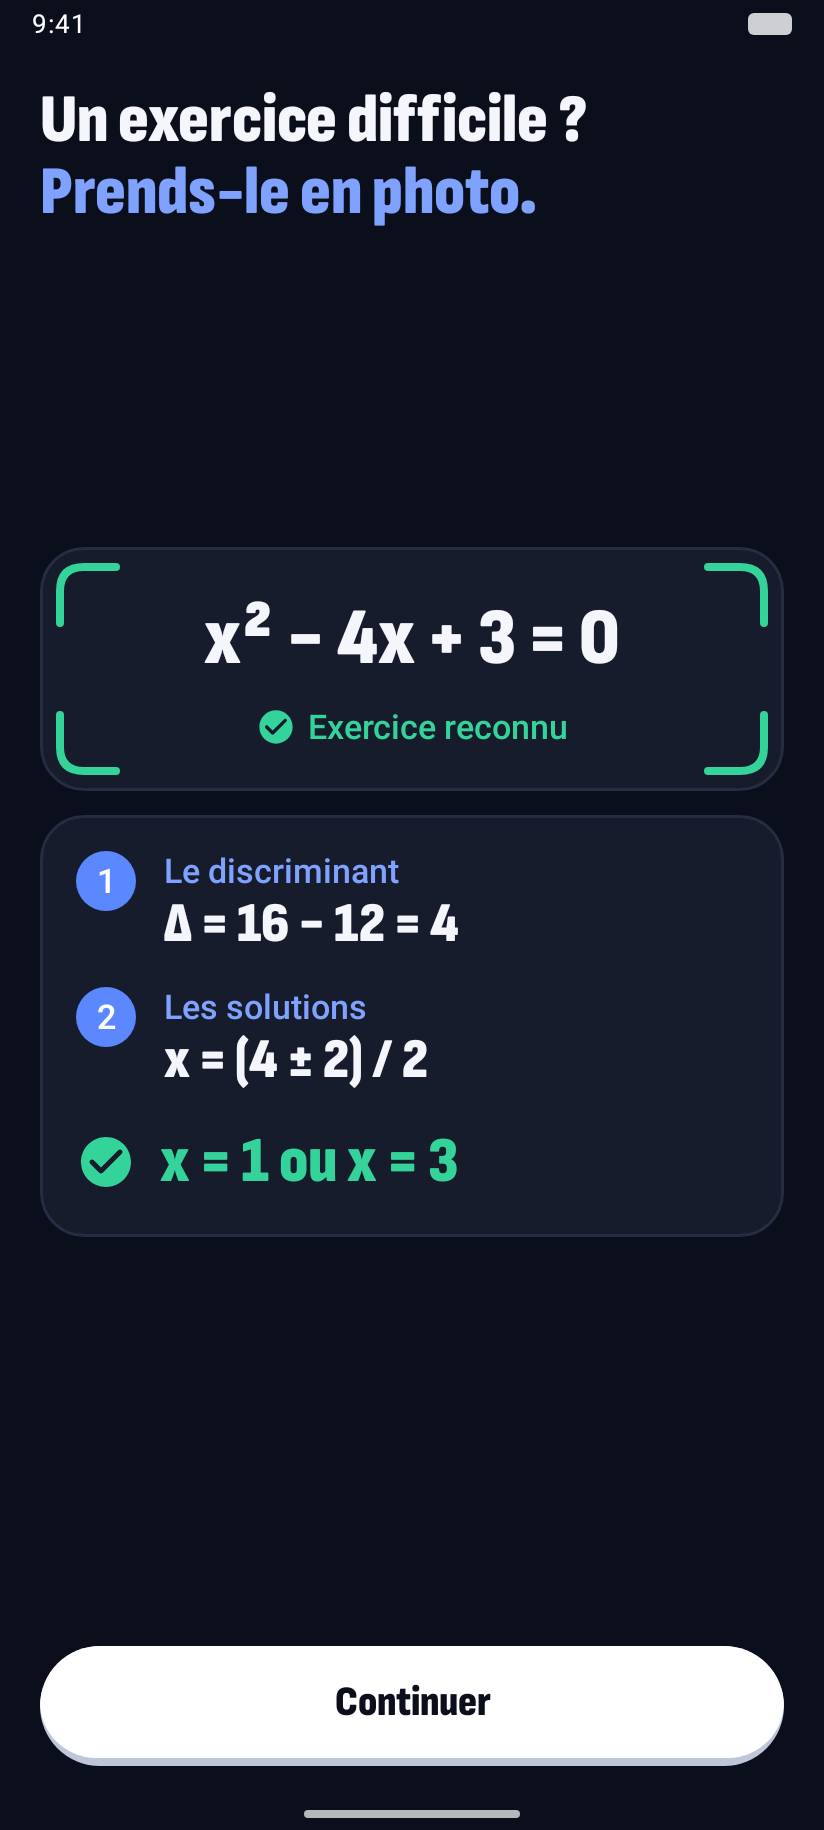 9:41
Un exercice difficile ?
Prends-le en photo.
x² - 4x + 3 = 0
Exercice reconnu
1
Le discriminant
Δ = 16 - 12 = 4
2
Les solutions
x = (4 ± 2) / 2
x = 1 ou x = 3
Continuer